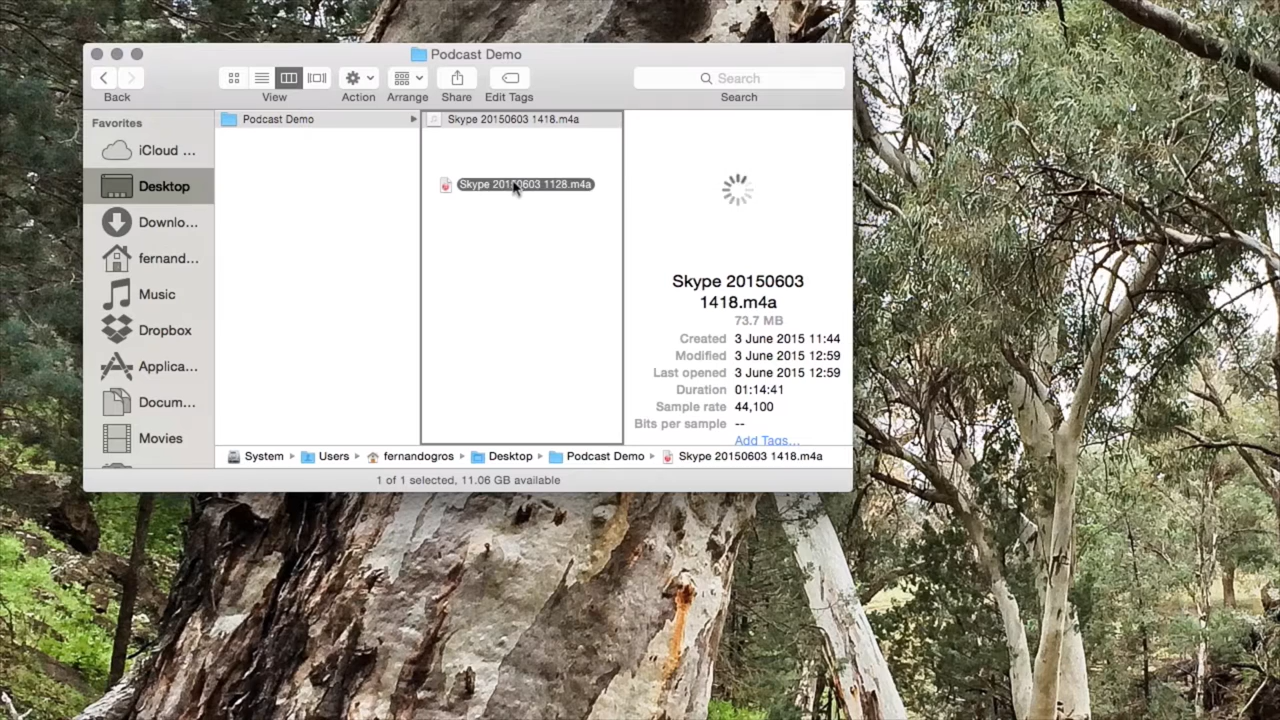 Podcast Demo
Back
View
Action
Arrange
Share
Edit Tags
Search
Search
Favorites
iCloud ...
Desktop
Downlo...
fernand...
Music
Dropbox
Applica...
Docum...
Movies
Podcast Demo
Skype 20150603 1418.m4a
Skype 20150603 1128.m4a
Skype 20150603
1418.m4a
73.7 MB
Created 3 June 2015 11:44
Modified 3 June 2015 12:59
Last opened 3 June 2015 12:59
Duration 01:14:41
Sample rate 44,100
Bits per sample --
Add Tags...
System Users fernandogros Desktop Podcast Demo Skype 20150603 1418.m4a
1 of 1 selected, 11.06 GB available